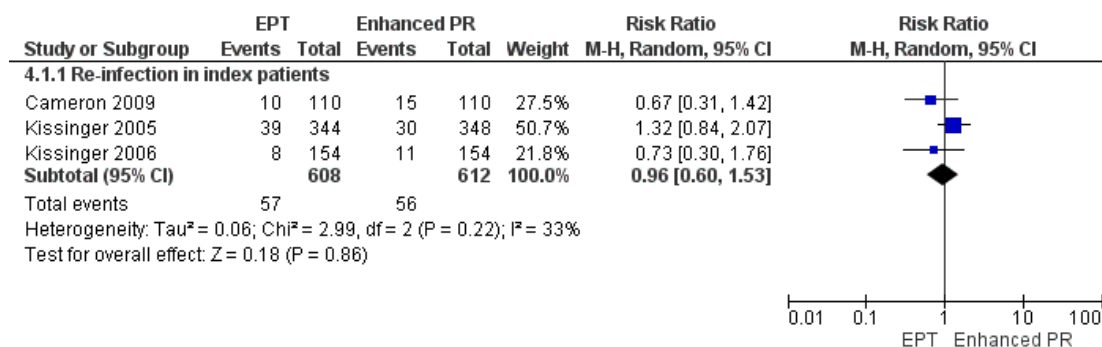 EPT Enhanced PR Risk Ratio Risk Ratio
Study or Subgroup Events Total Events Total Weight M-H, Random, 95% CI M-H, Random, 95% CI
4.1.1 Re-infection in index patients
Cameron 2009 10 110 15 110 27.5% 0.67 [0.31, 1.42]
Kissinger 2005 39 344 30 348 50.7% 1.32 [0.84, 2.07]
Kissinger 2006 8 154 11 154 21.8% 0.73 [0.30, 1.76]
Subtotal (95% CI) 608 612 100.0% 0.96 [0.60, 1.53]
Total events 57 56
Heterogeneity: Tau² = 0.06; Chi² = 2.99, df = 2 (P = 0.22); I² = 33%
Test for overall effect: Z = 0.18 (P = 0.86)
0.01 0.1 1 10 100
EPT Enhanced PR